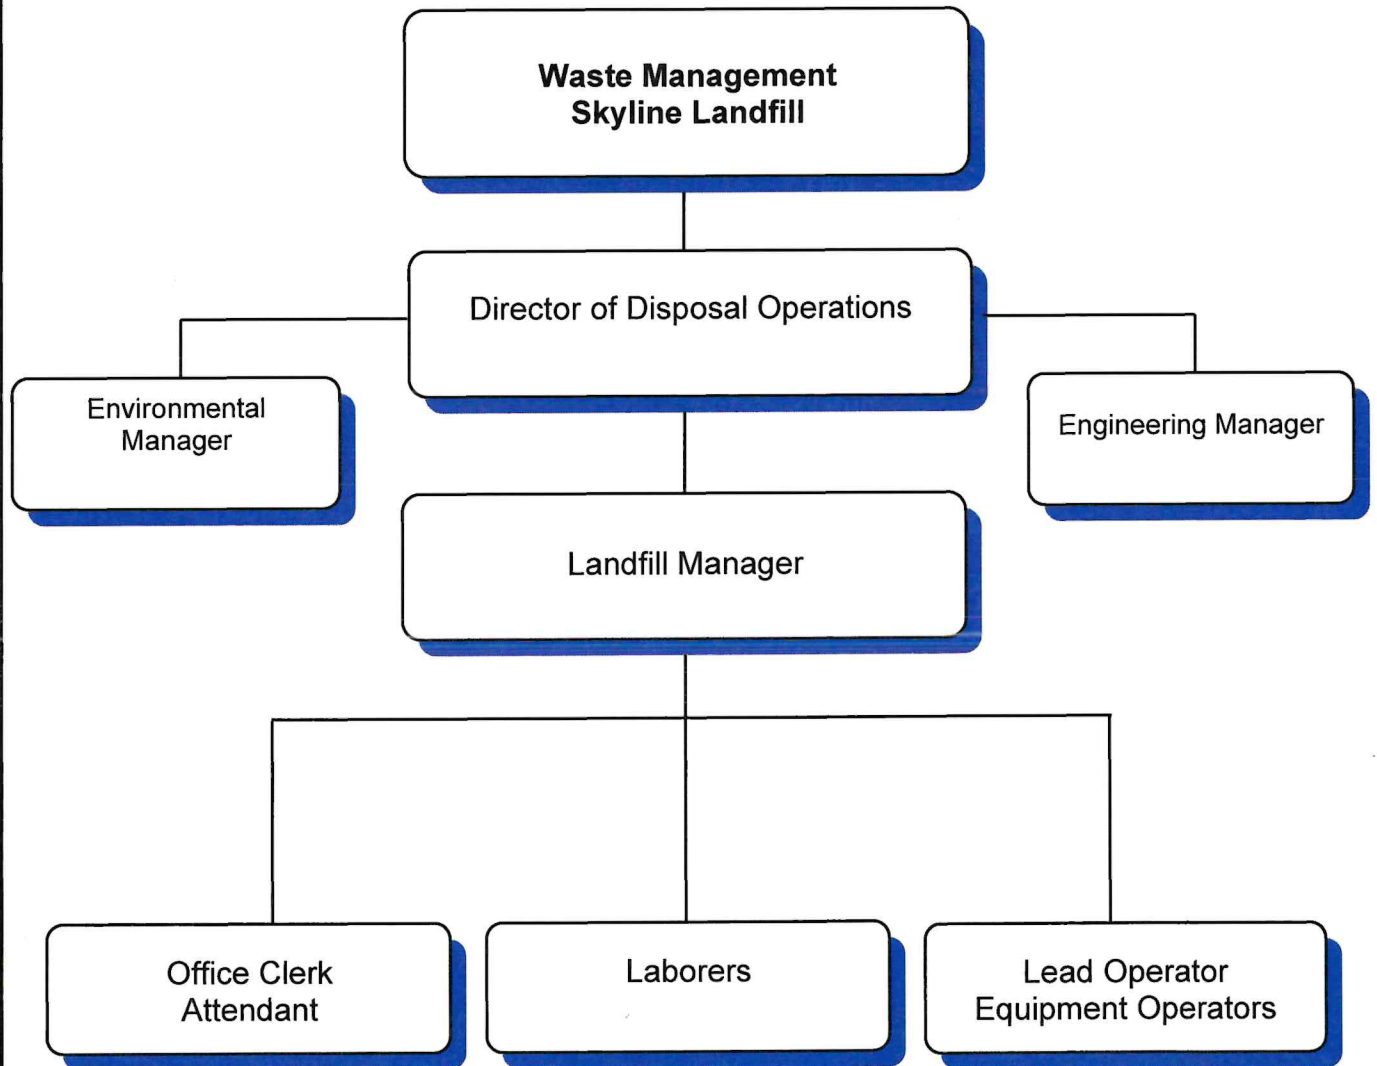 Waste Management
Skyline Landfill
Director of Disposal Operations
Environmental
Manager
Engineering Manager
Landfill Manager
Office Clerk
Attendant
Laborers
Lead Operator
Equipment Operators